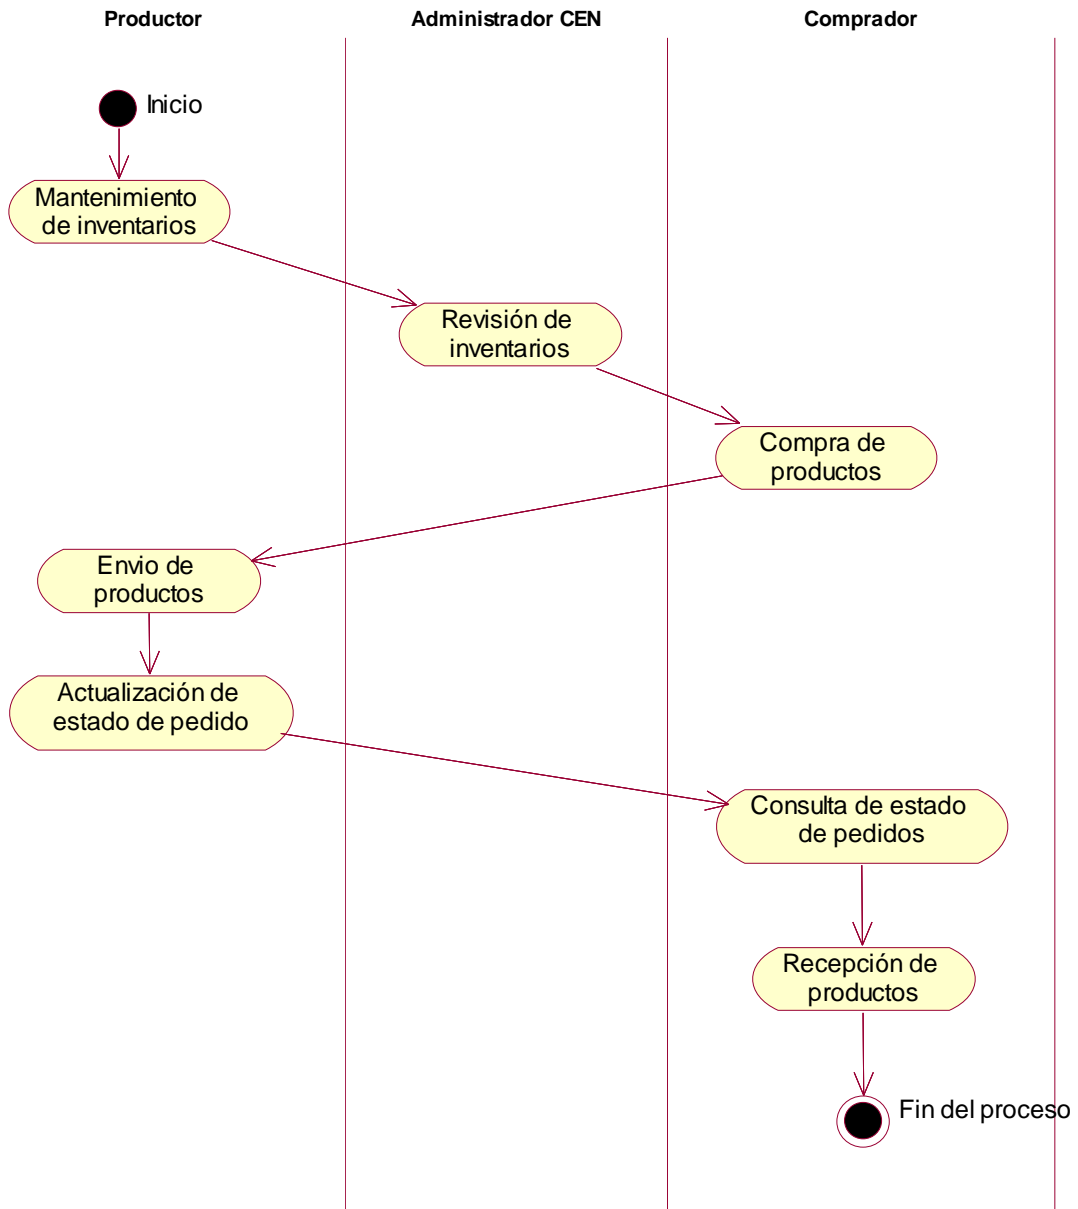 Productor
Administrador CEN
Comprador
Inicio
Mantenimiento
de inventarios
Revisión de
inventarios
Compra de
productos
Envio de
productos
Actualización de
estado de pedido
Consulta de estado
de pedidos
Recepción de
productos
Fin del proceso